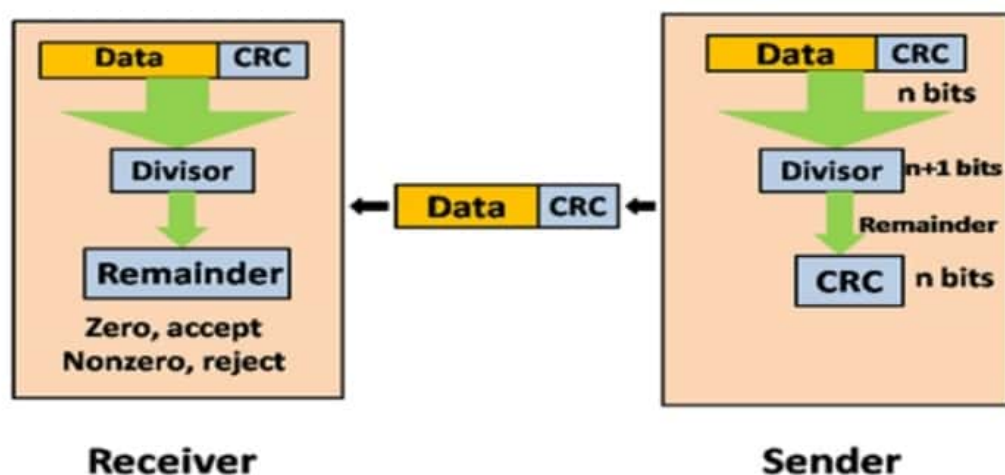 Data CRC
Divisor
Remainder
Zero, accept
Nonzero, reject
Receiver
Data CRC
Data CRC
n bits
Divisor n+1 bits
Remainder
CRC n bits
Sender